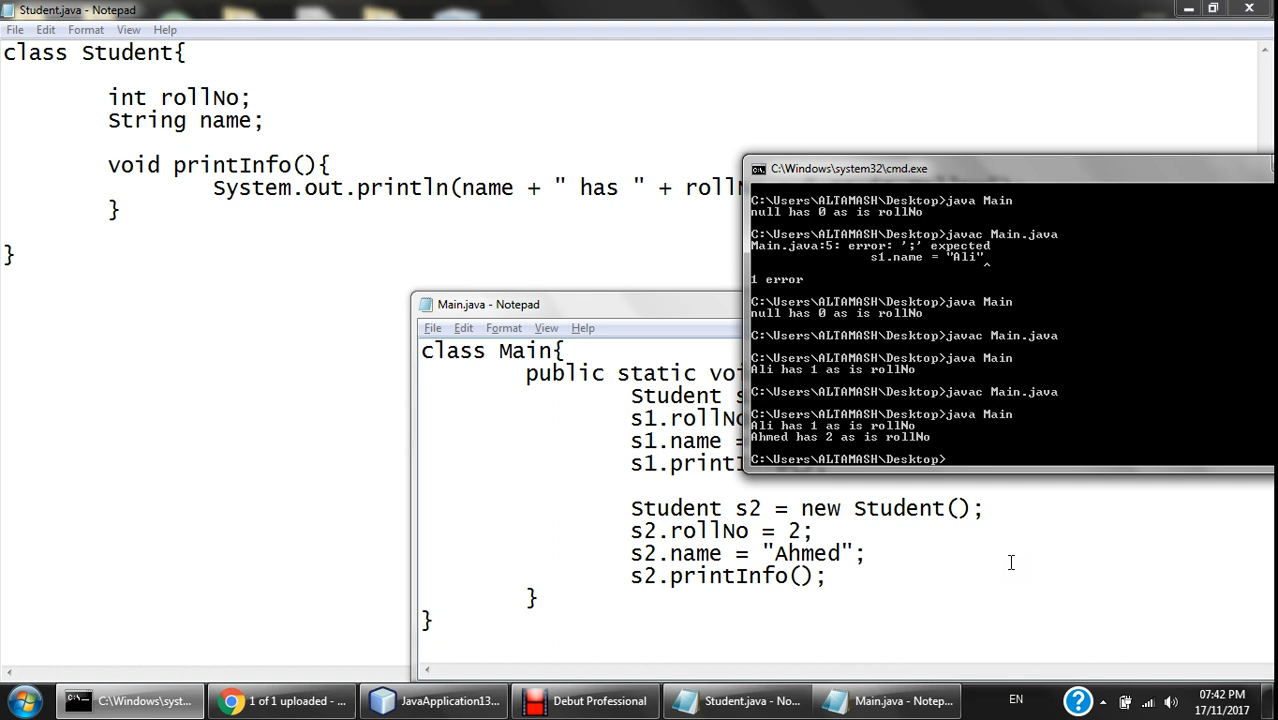 Student.java - Notepad
File Edit Format View Help
class Student{
int rollNo;
String name;
void printInfo(){
System.out.println(name + " has " + rollN
}
}
C:\Windows\system32\cmd.exe
C:\Users\ALTAMASH\Desktop>java Main
null has 0 as is rollNo
C:\Users\ALTAMASH\Desktop>javac Main.java
Main.java:5: error: ';' expected
s1.name = "Ali"
^
1 error
C:\Users\ALTAMASH\Desktop>java Main
null has 0 as is rollNo
C:\Users\ALTAMASH\Desktop>javac Main.java
C:\Users\ALTAMASH\Desktop>java Main
Ali has 1 as is rollNo
C:\Users\ALTAMASH\Desktop>javac Main.java
C:\Users\ALTAMASH\Desktop>java Main
Ali has 1 as is rollNo
Ahmed has 2 as is rollNo
C:\Users\ALTAMASH\Desktop>
Main.java - Notepad
File Edit Format View Help
class Main{
public static voi
Student s
s1.rollNo
s1.name =
s1.print
Student s2 = new Student();
s2.rollNo = 2;
s2.name = "Ahmed";
s2.printInfo();
}
}
C:\Windows\syst...
1 of 1 uploaded - ...
JavaApplication13...
Debut Professional
Student.java - No...
Main.java - Notep...
EN
07:42 PM
17/11/2017